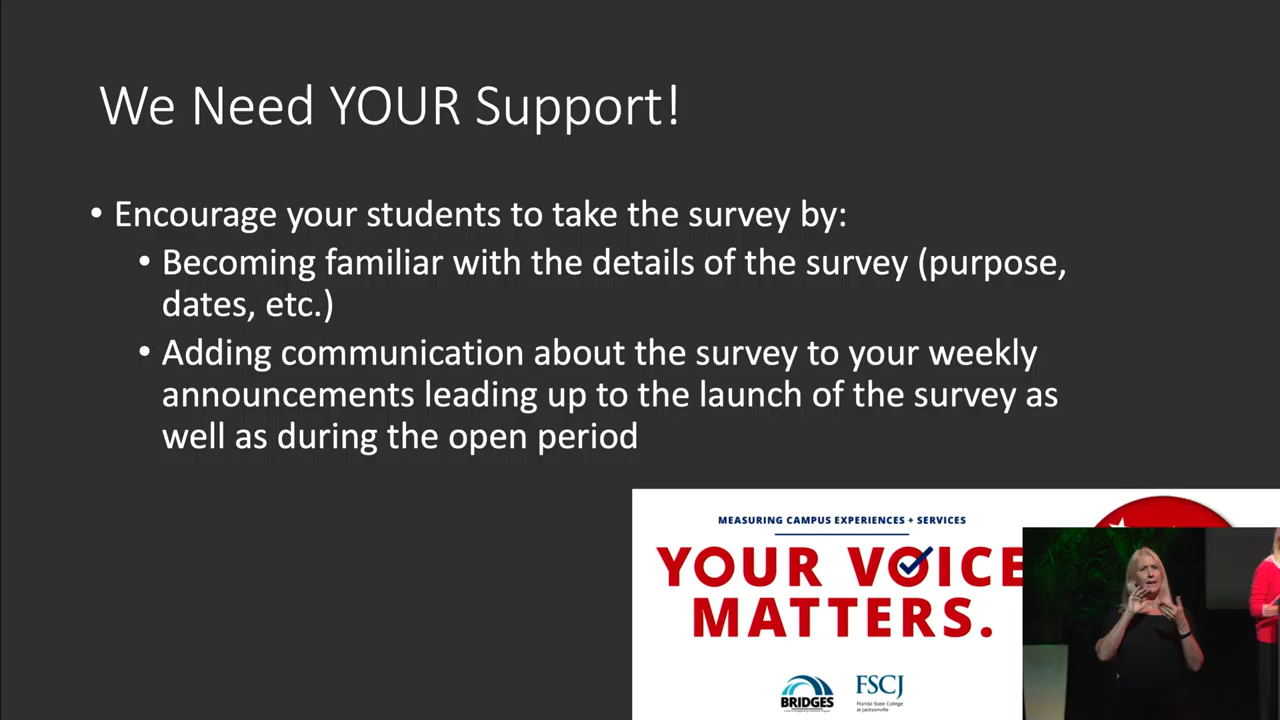 We Need YOUR Support!
• Encourage your students to take the survey by:
• Becoming familiar with the details of the survey (purpose,
dates, etc.)
• Adding communication about the survey to your weekly
announcements leading up to the launch of the survey as
well as during the open period
MEASURING CAMPUS EXPERIENCES + SERVICES
YOUR VOICE
MATTERS.
BRIDGES
FSCJ
Florida State College
at Jacksonville